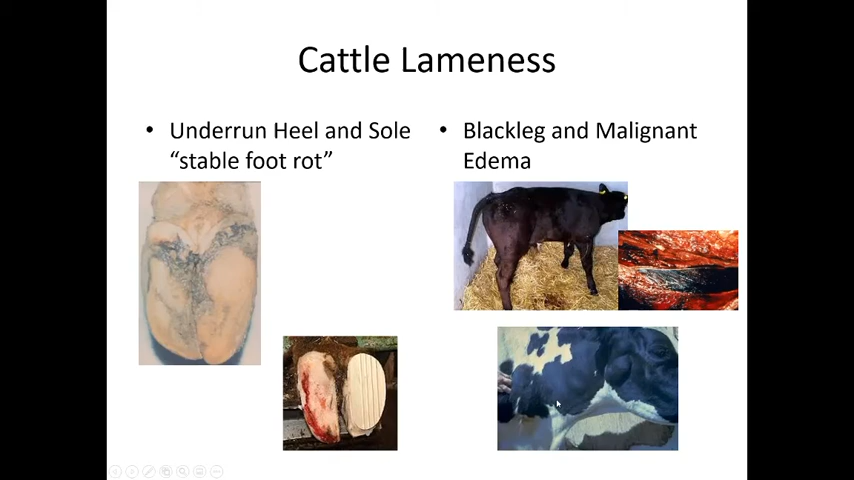 Cattle Lameness
• Underrun Heel and Sole
“stable foot rot”
• Blackleg and Malignant
Edema